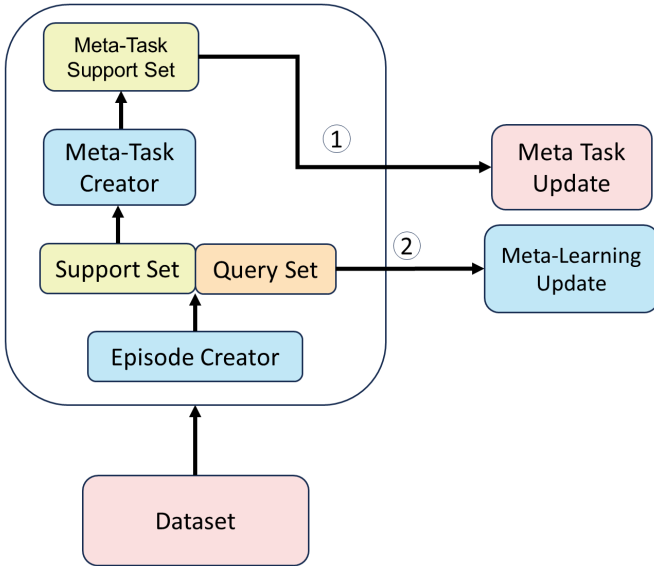 Meta-Task
Support Set
①
Meta-Task
Creator
Meta Task
Update
②
Support Set
Query Set
Meta-Learning
Update
Episode Creator
Dataset